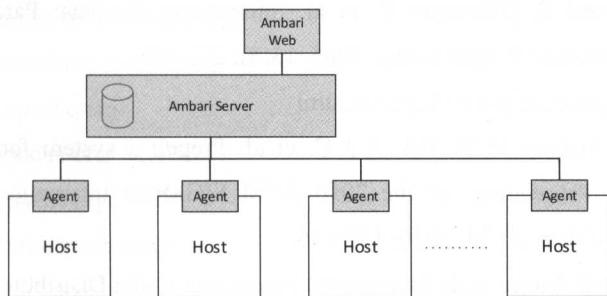 Ambari
Web
Ambari Server
Agent Agent Agent Agent
Host Host Host Host